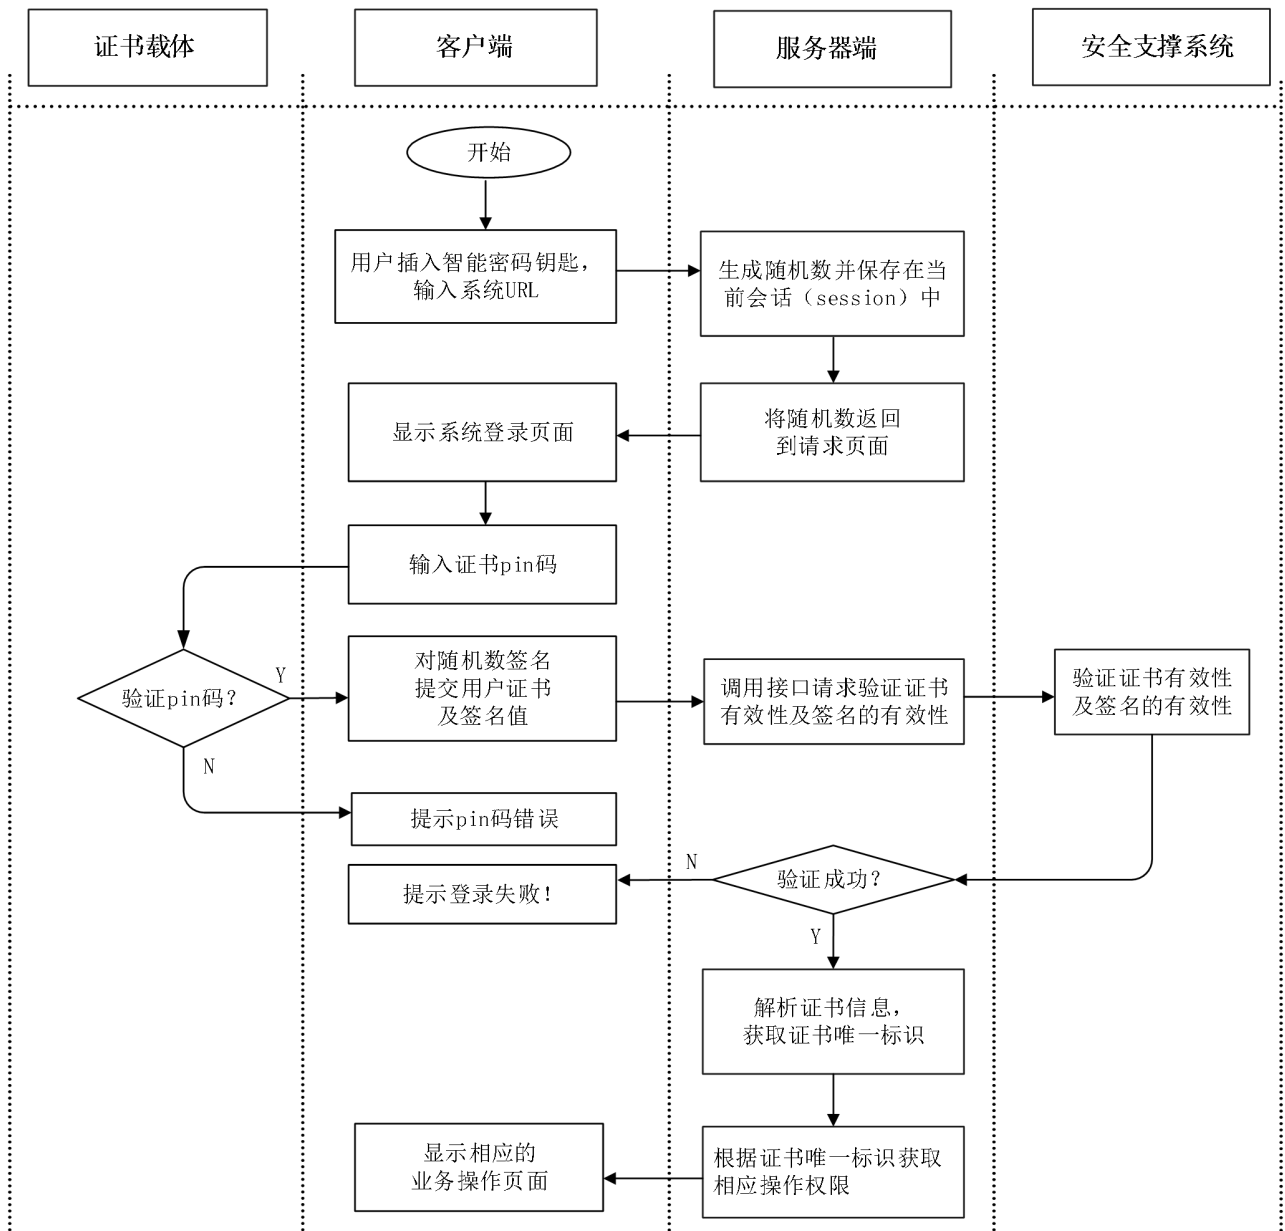 证书载体
客户端
服务器端
安全支撑系统
开始
用户插入智能密码钥匙，
输入系统URL
生成随机数并保存在当
前会话（session）中
显示系统登录页面
将随机数返回
到请求页面
输入证书pin码
验证pin码？
Y
对随机数签名
提交用户证书
及签名值
调用接口请求验证证书
有效性及签名的有效性
验证证书有效性
及签名的有效性
N
提示pin码错误
提示登录失败！
N
验证成功？
Y
解析证书信息，
获取证书唯一标识
显示相应的
业务操作页面
根据证书唯一标识获取
相应操作权限